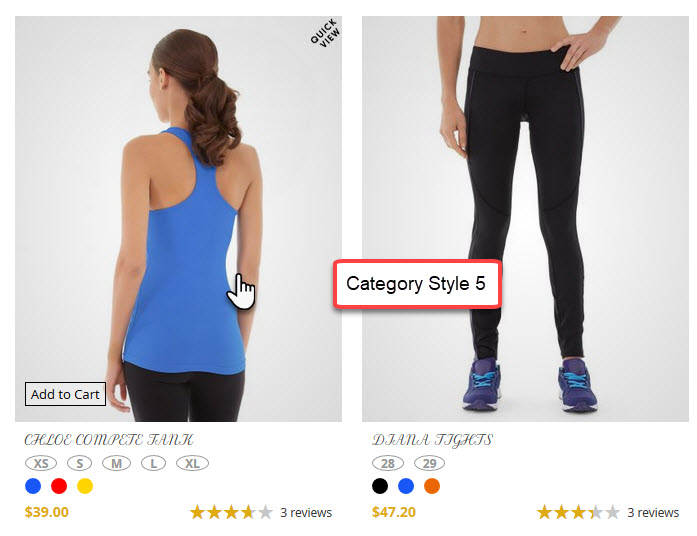 QUICK
VIEW
Category Style 5
Add to Cart
CHLOE COMPETE TANK
XS S M L XL
$39.00 3 reviews
DIANA TIGHTS
28 29
$47.20 3 reviews